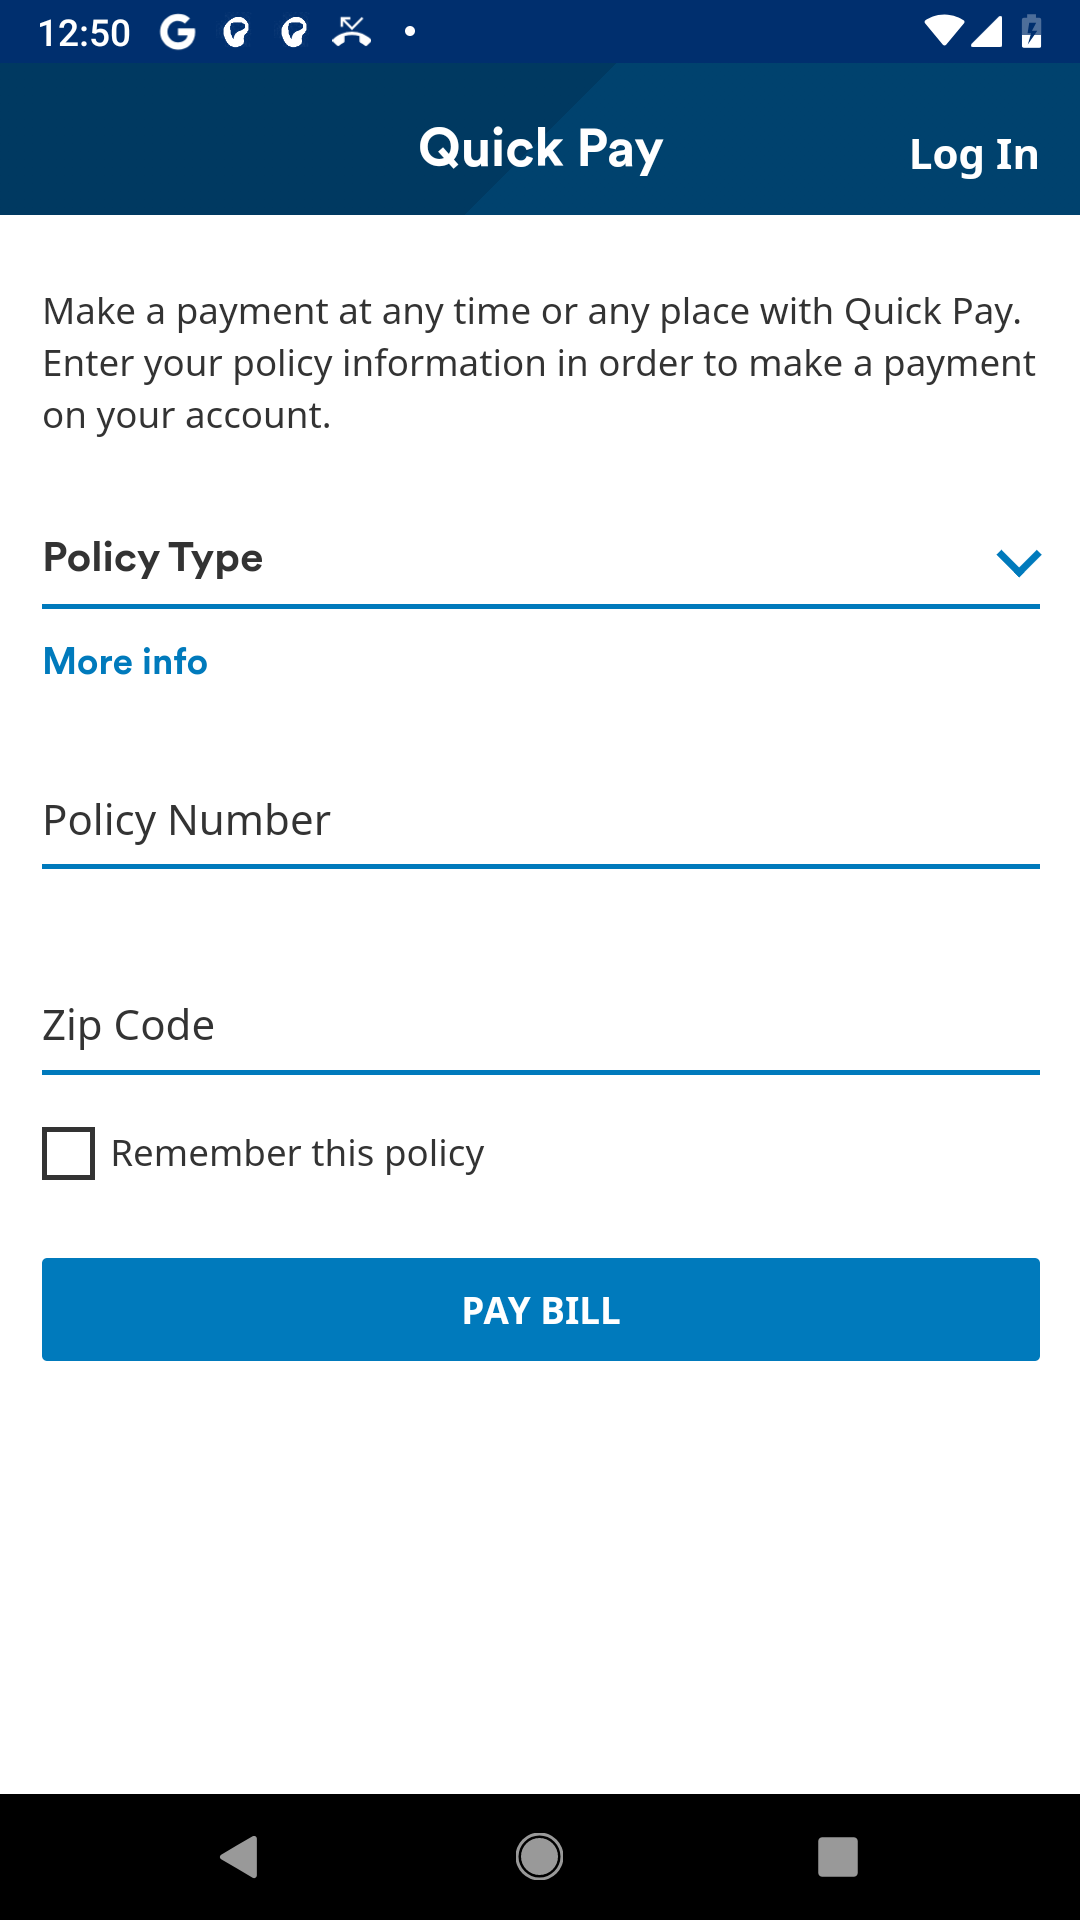 12:50
Quick Pay
Log In
Make a payment at any time or any place with Quick Pay.
Enter your policy information in order to make a payment
on your account.
Policy Type
More info
Policy Number
Zip Code
Remember this policy
PAY BILL